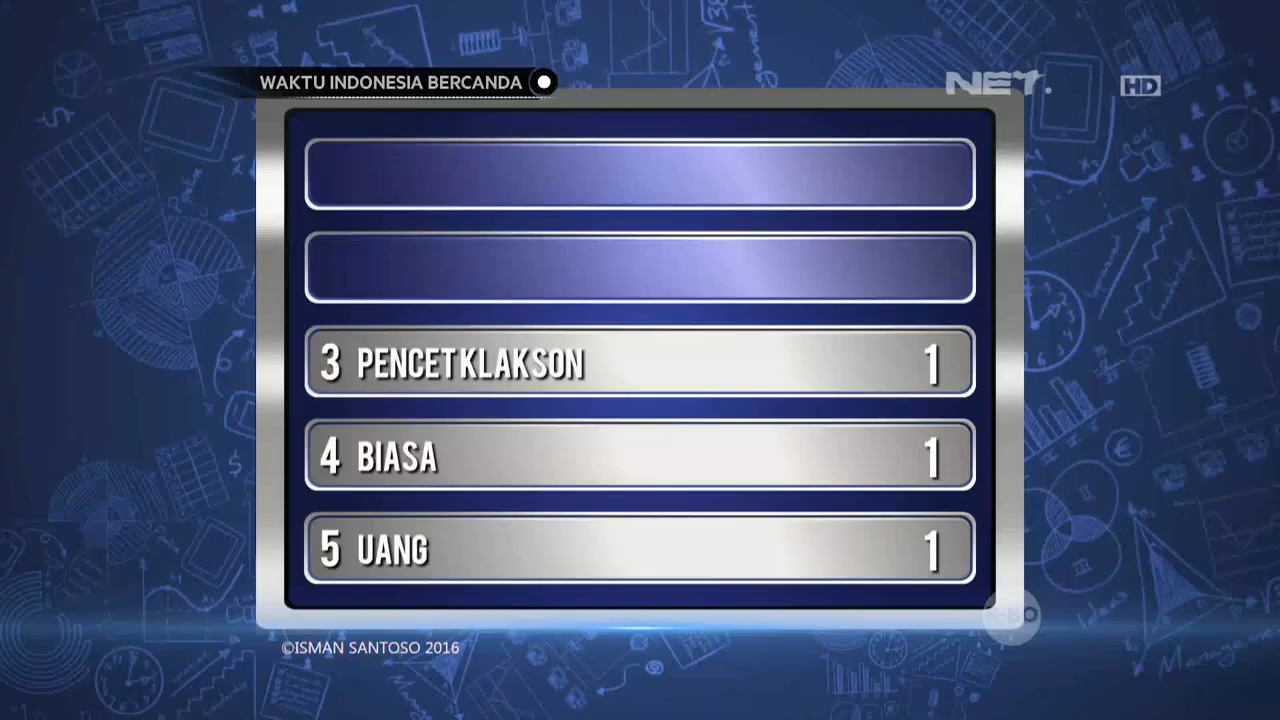 WAKTU INDONESIA BERCANDA
NET.
HD
3 PENCET KLAKSON 1
4 BIASA 1
5 UANG 1
©ISMAN SANTOSO 2016